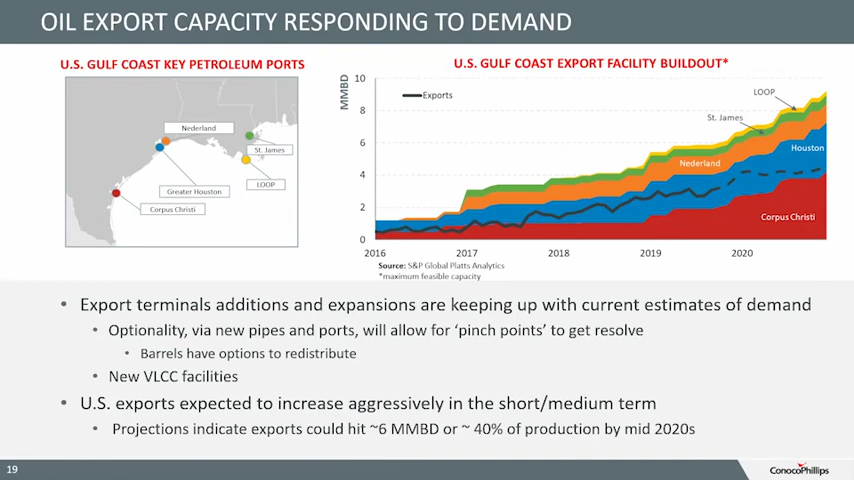 OIL EXPORT CAPACITY RESPONDING TO DEMAND
U.S. GULF COAST KEY PETROLEUM PORTS
Nederland
St. James
LOOP
Greater Houston
Corpus Christi
U.S. GULF COAST EXPORT FACILITY BUILDOUT*
MMBD
10
8
6
4
2
0
Exports
LOOP
St. James
Houston
Nederland
Corpus Christi
2016 2017 2018 2019 2020
Source: S&P Global Platts Analytics
*maximum feasible capacity
• Export terminals additions and expansions are keeping up with current estimates of demand
• Optionality, via new pipes and ports, will allow for ‘pinch points’ to get resolve
• Barrels have options to redistribute
• New VLCC facilities
• U.S. exports expected to increase aggressively in the short/medium term
• Projections indicate exports could hit ~6 MMBD or ~ 40% of production by mid 2020s
19
ConocoPhillips